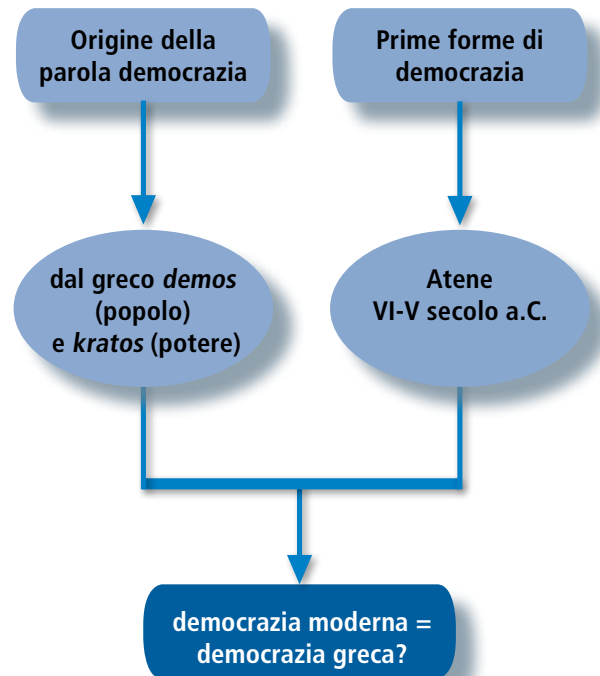 Origine della
parola democrazia
Prime forme di
democrazia
dal greco demos
(popolo)
e kratos (potere)
Atene
VI-V secolo a.C.
democrazia moderna =
democrazia greca?